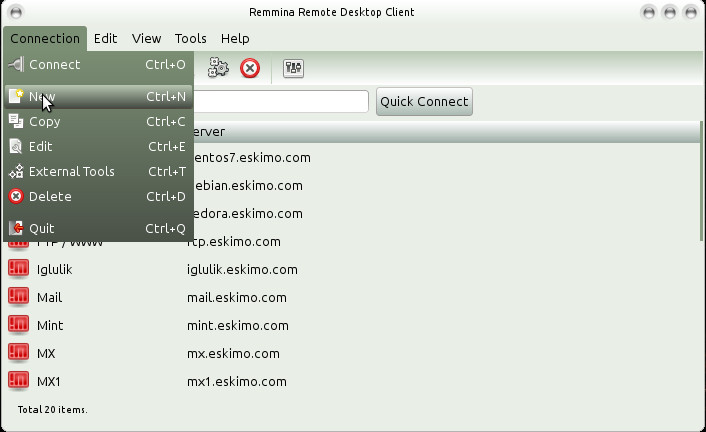 Remmina Remote Desktop Client
Connection Edit View Tools Help
Connect Ctrl+O
New Ctrl+N
Quick Connect
Copy Ctrl+C
erver
Edit Ctrl+E
entos7.eskimo.com
External Tools Ctrl+T
ebian.eskimo.com
Delete Ctrl+D
edora.eskimo.com
Quit Ctrl+Q
FTP / WWW ftp.eskimo.com
Iglulik iglulik.eskimo.com
Mail mail.eskimo.com
Mint mint.eskimo.com
MX mx.eskimo.com
MX1 mx1.eskimo.com
Total 20 items.